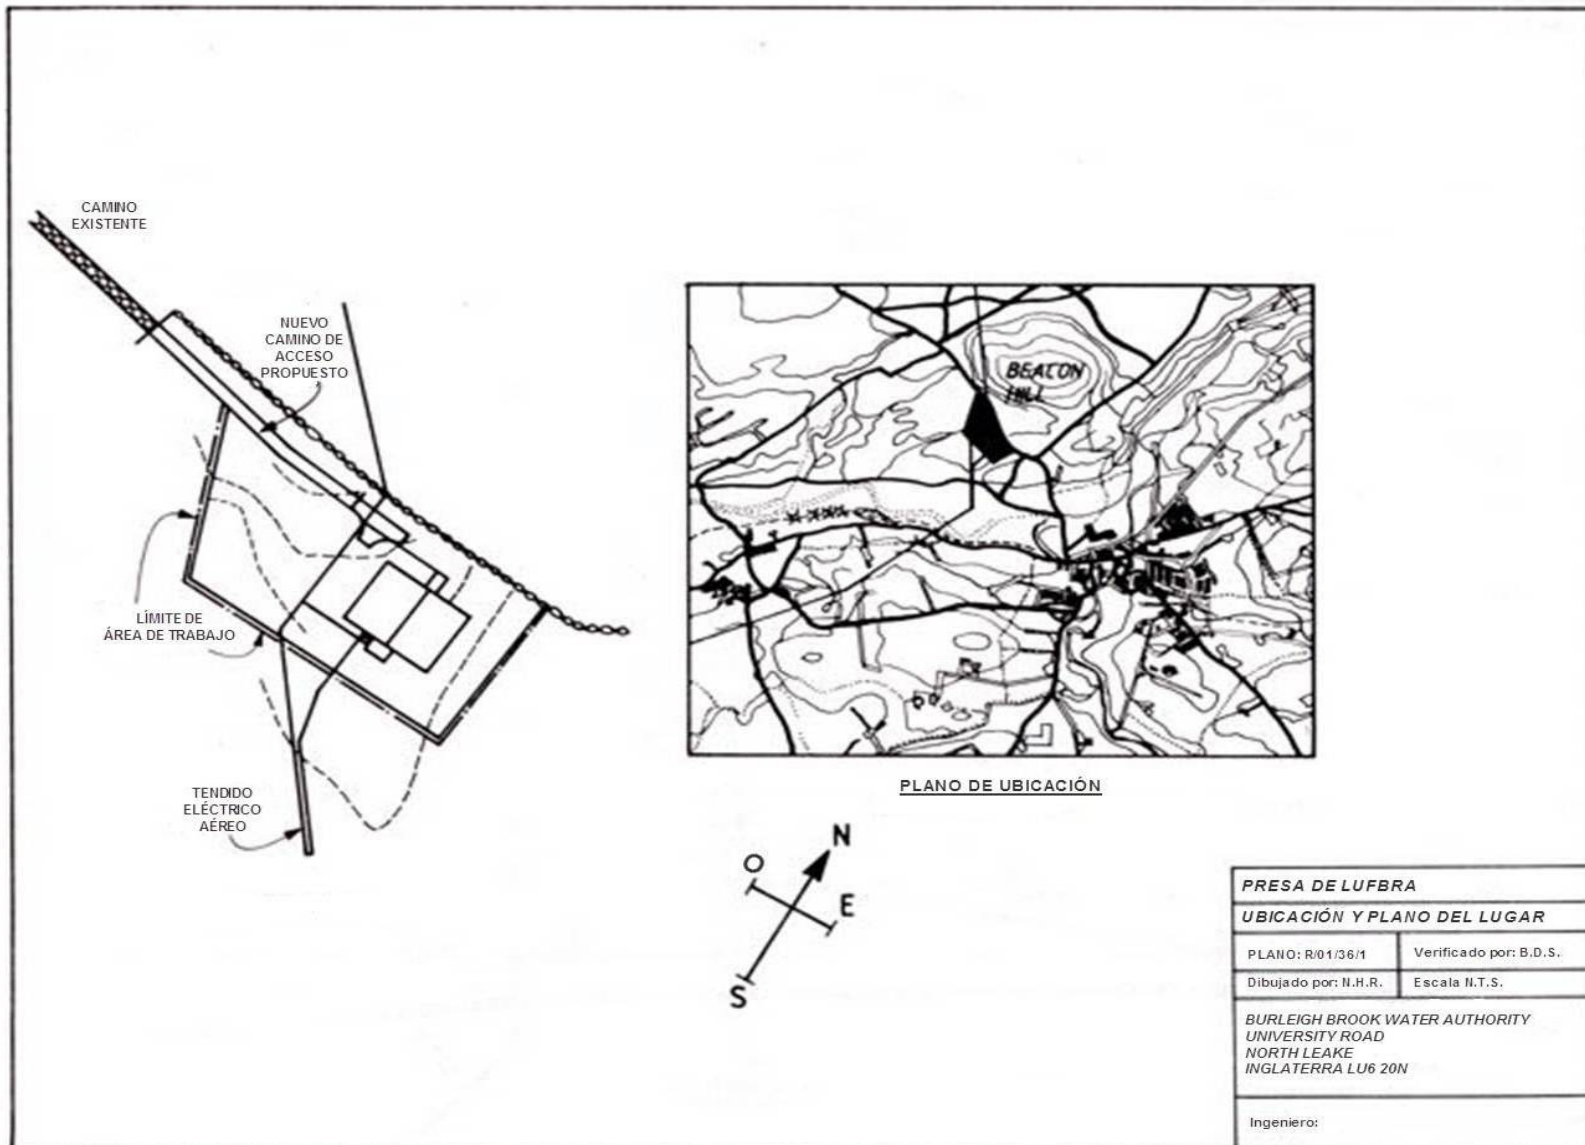 CAMINO
EXISTENTE
NUEVO
CAMINO DE
ACCESO
PROPUESTO
LÍMITE DE
ÁREA DE TRABAJO
TENDIDO
ELÉCTRICO
AÉREO
BEACON
HILL
PLANO DE UBICACIÓN
N
O
E
S
PRESA DE LUFBRA
UBICACIÓN Y PLANO DEL LUGAR
PLANO: R/01/36/1
Verificado por: B.D.S.
Dibujado por: N.H.R.
Escala N.T.S.
BURLEIGH BROOK WATER AUTHORITY
UNIVERSITY ROAD
NORTH LEAKE
INGLATERRA LU6 20N
Ingeniero: